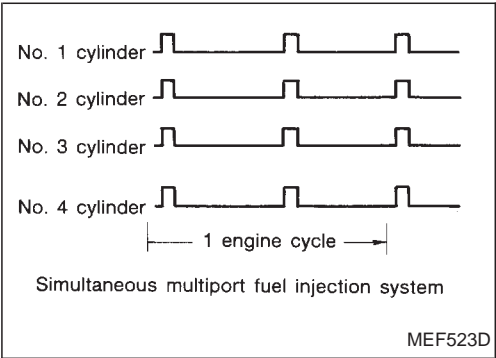 No. 1 cylinder
No. 2 cylinder
No. 3 cylinder
No. 4 cylinder
1 engine cycle
Simultaneous multiport fuel injection system
MEF523D